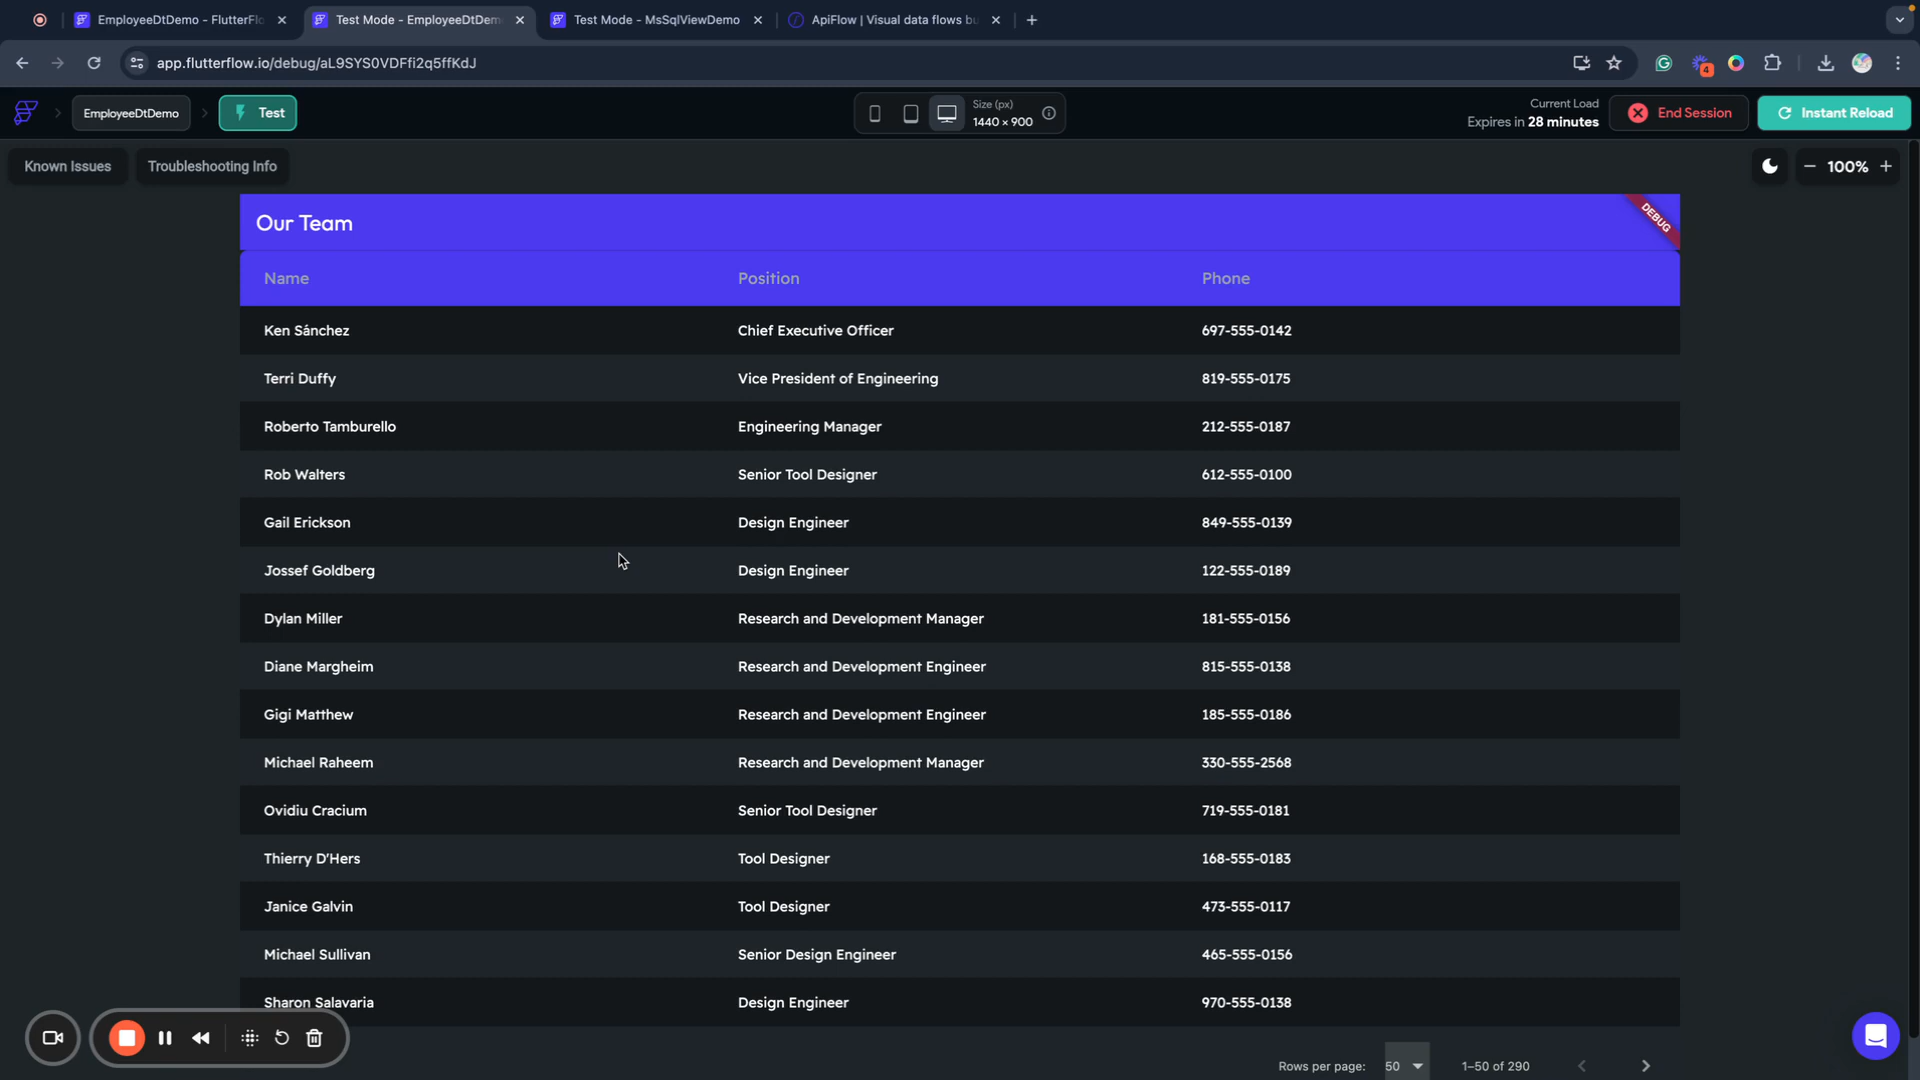 EmployeeDtDemo - FlutterFlo
Test Mode - EmployeeDtDem
Test Mode - MsSqlViewDemo
ApiFlow | Visual data flows bu
app.flutterflow.io/debug/aL9SYS0VDFfi2q5ffKdJ
4
EmployeeDtDemo
Test
Size (px)
1440 × 900
Current Load
Expires in 28 minutes
End Session
Instant Reload
Known Issues
Troubleshooting Info
100%
Our Team
DEBUG
Name Position Phone
Ken Sánchez Chief Executive Officer 697-555-0142
Terri Duffy Vice President of Engineering 819-555-0175
Roberto Tamburello Engineering Manager 212-555-0187
Rob Walters Senior Tool Designer 612-555-0100
Gail Erickson Design Engineer 849-555-0139
Jossef Goldberg Design Engineer 122-555-0189
Dylan Miller Research and Development Manager 181-555-0156
Diane Margheim Research and Development Engineer 815-555-0138
Gigi Matthew Research and Development Engineer 185-555-0186
Michael Raheem Research and Development Manager 330-555-2568
Ovidiu Cracium Senior Tool Designer 719-555-0181
Thierry D'Hers Tool Designer 168-555-0183
Janice Galvin Tool Designer 473-555-0117
Michael Sullivan Senior Design Engineer 465-555-0156
Sharon Salavaria Design Engineer 970-555-0138
Rows per page: 50 1–50 of 290